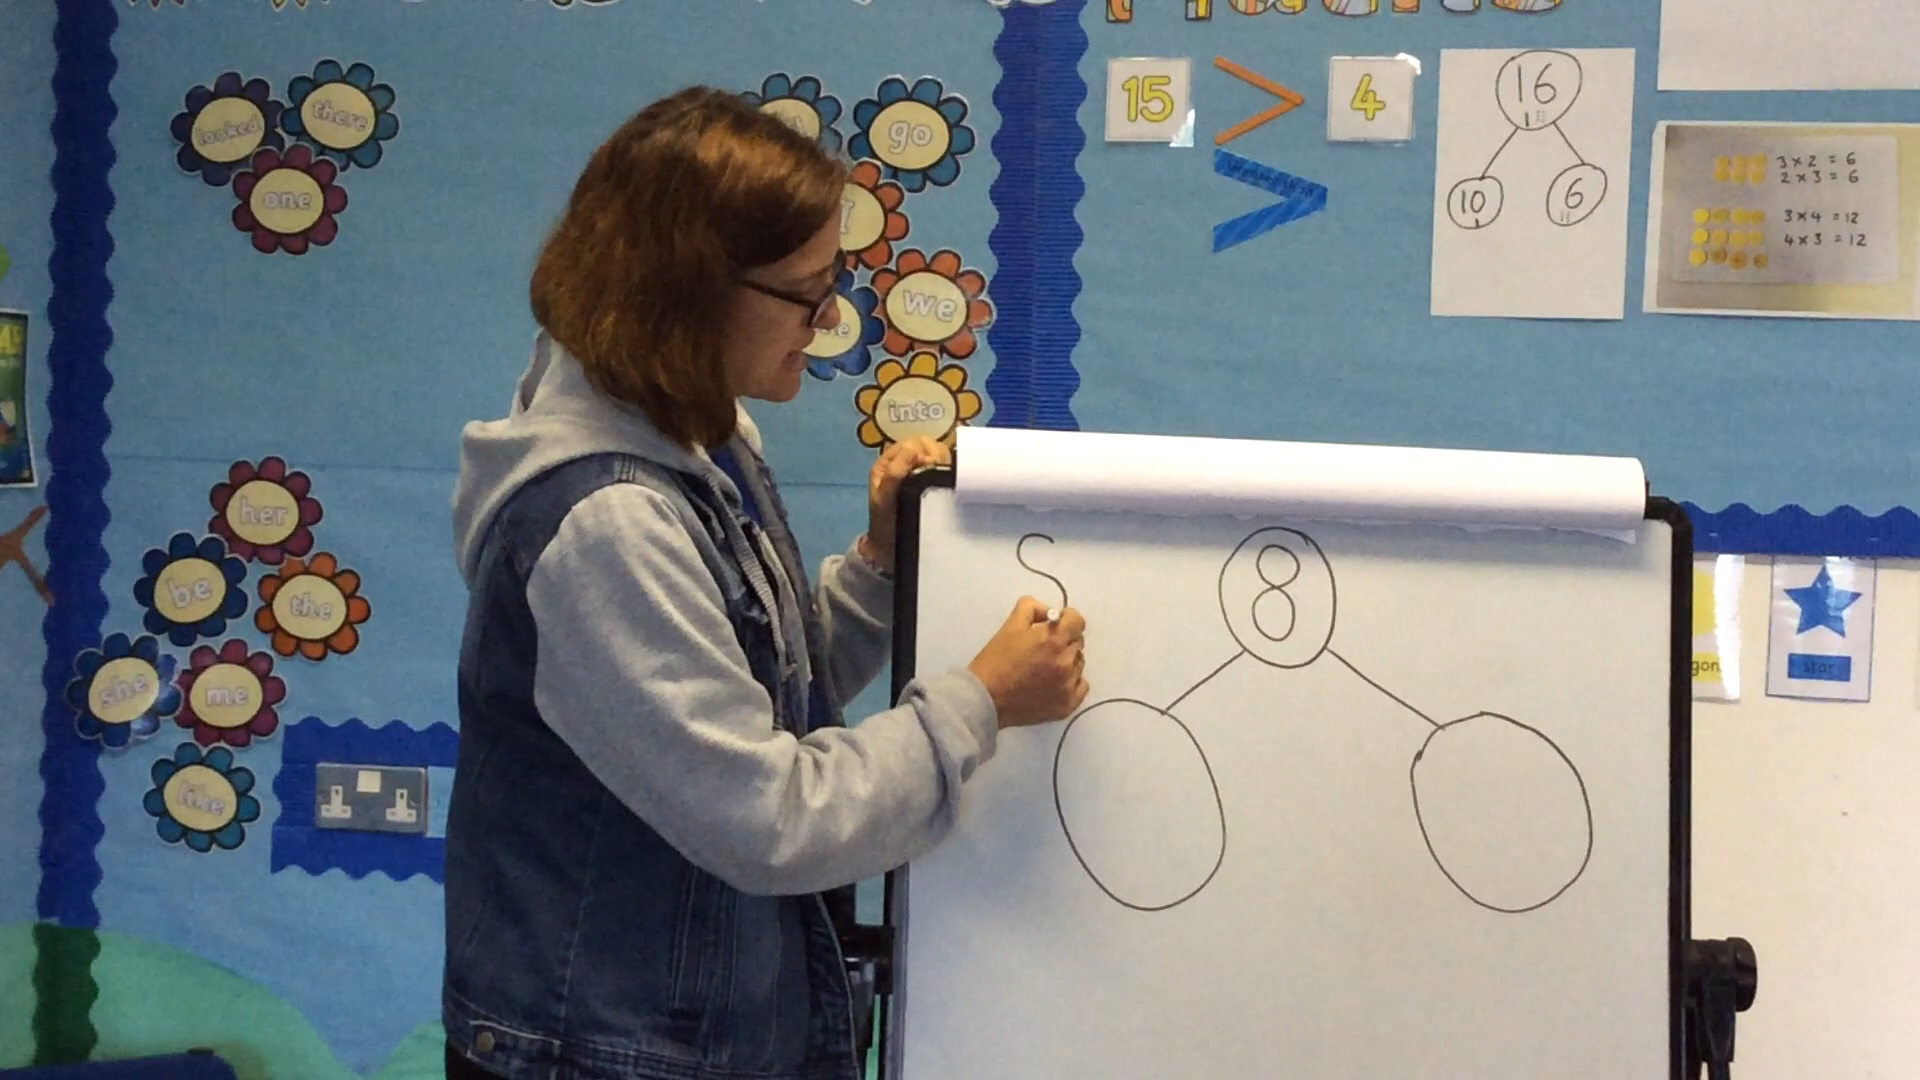 looked
there
one
go
I
we
into
her
be
the
she
me
like
15 > 4
16
10 6
3 x 2 = 6
2 x 3 = 6
3 x 4 = 12
4 x 3 = 12
8
star